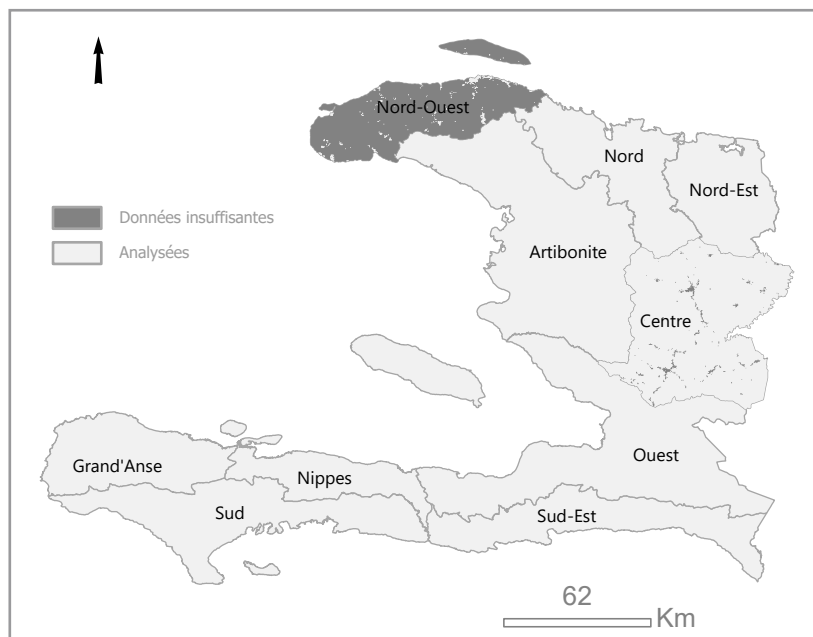 Nord-Ouest
Nord
Nord-Est
Données insuffisantes
Analysées
Artibonite
Centre
Grand'Anse
Nippes
Ouest
Sud
Sud-Est
62
Km